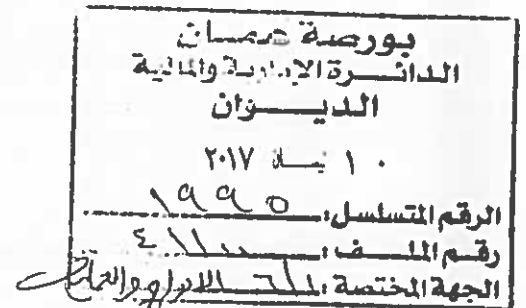 بورصة عمان
الدائرة الإدارية والمالية
الديوان
١٠ نيسان ٢٠١٧
الرقم المتسلسل: ١٩٩٥
رقم الملف:
الجهة المختصة: